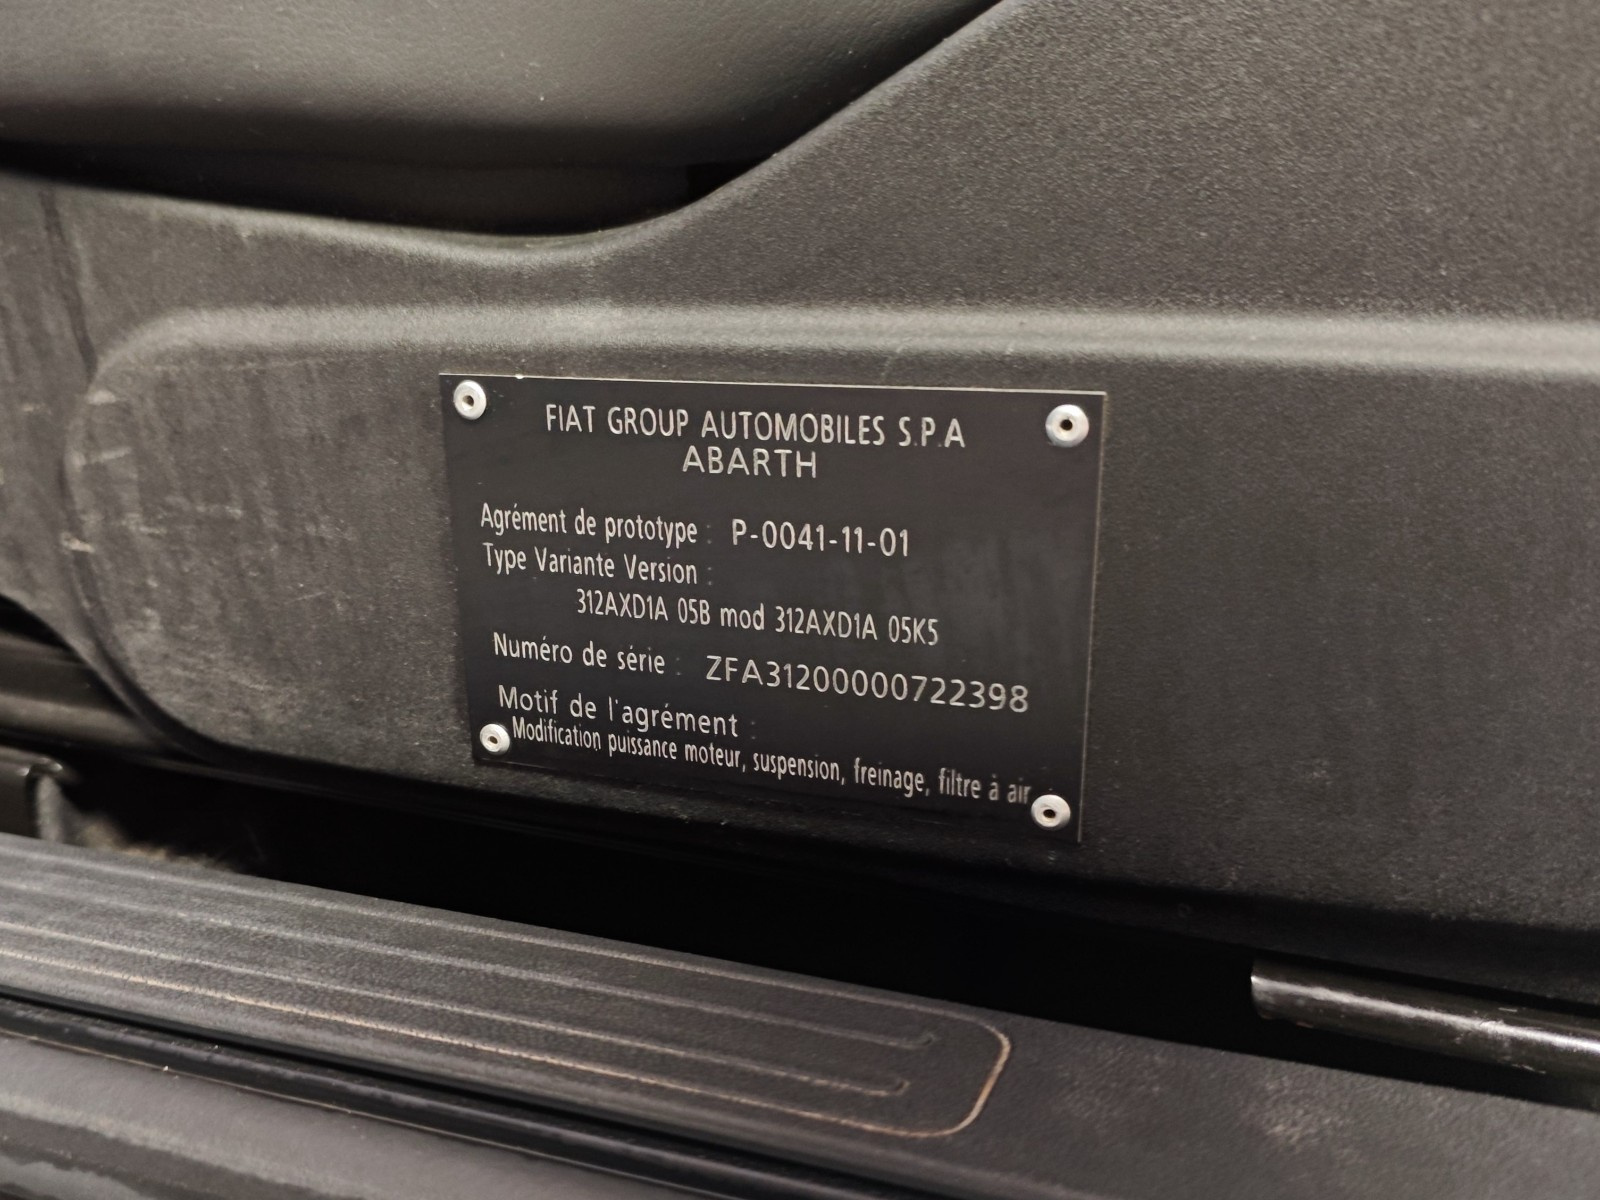 FIAT GROUP AUTOMOBILES S.P.A
ABARTH
Agrément de prototype : P-0041-11-01
Type Variante Version :
312AXD1A 05B mod 312AXD1A 05K5
Numéro de série : ZFA31200000722398
Motif de l'agrément :
Modification puissance moteur, suspension, freinage, filtre à air